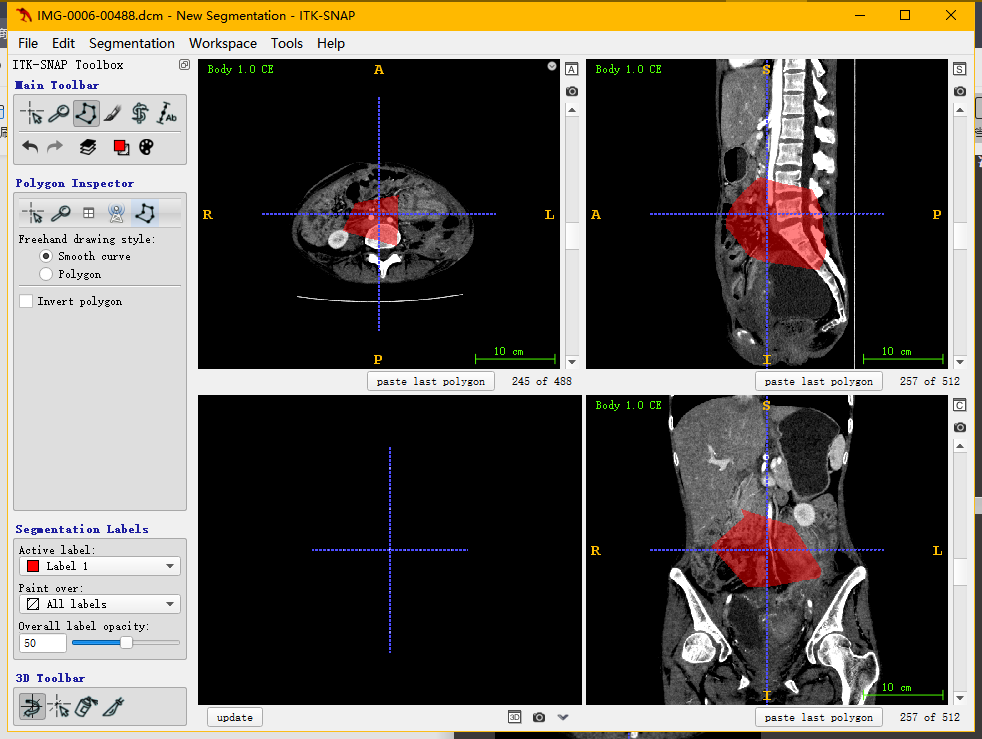 IMG-0006-00488.dcm - New Segmentation - ITK-SNAP
File Edit Segmentation Workspace Tools Help
ITK-SNAP Toolbox
Main Toolbar
Ab
Polygon Inspector
Freehand drawing style:
Smooth curve
Polygon
Invert polygon
Segmentation Labels
Active label:
Label 1
Paint over:
All labels
Overall label opacity:
50
3D Toolbar
Body 1.0 CE
A
R
L
P
10 cm
A
paste last polygon
245 of 488
Body 1.0 CE
S
A
P
I
10 cm
S
paste last polygon
257 of 512
update
3D
Body 1.0 CE
S
R
L
I
10 cm
C
paste last polygon
257 of 512